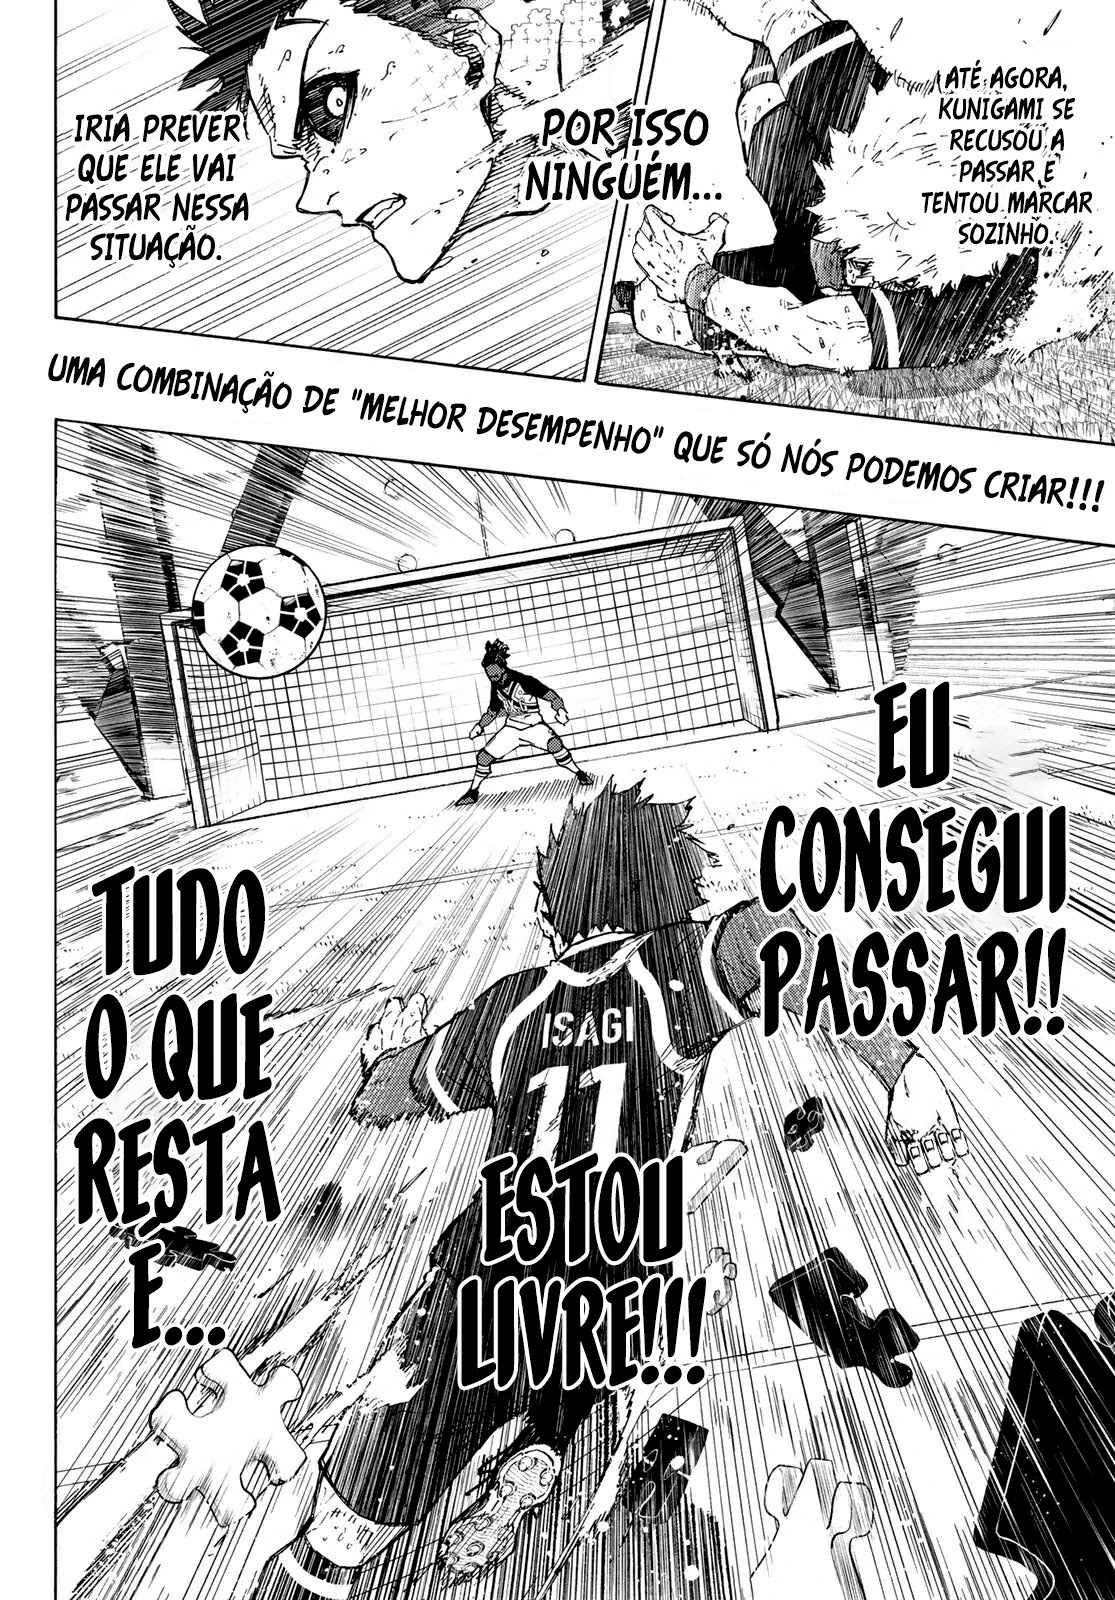 ATÉ AGORA,
KUNIGAMI SE
RECUSOU A
PASSAR E
TENTOU MARCAR
SOZINHO.
POR ISSO
NINGUÉM...
IRIA PREVER
QUE ELE VAI
PASSAR NESSA
SITUAÇÃO.
UMA COMBINAÇÃO DE "MELHOR DESEMPENHO" QUE SÓ NÓS PODEMOS CRIAR!!!
EU
CONSEGUI
PASSAR!!
ISAGI
11
ESTOU
LIVRE!!!
TUDO
O QUE
RESTA
É...